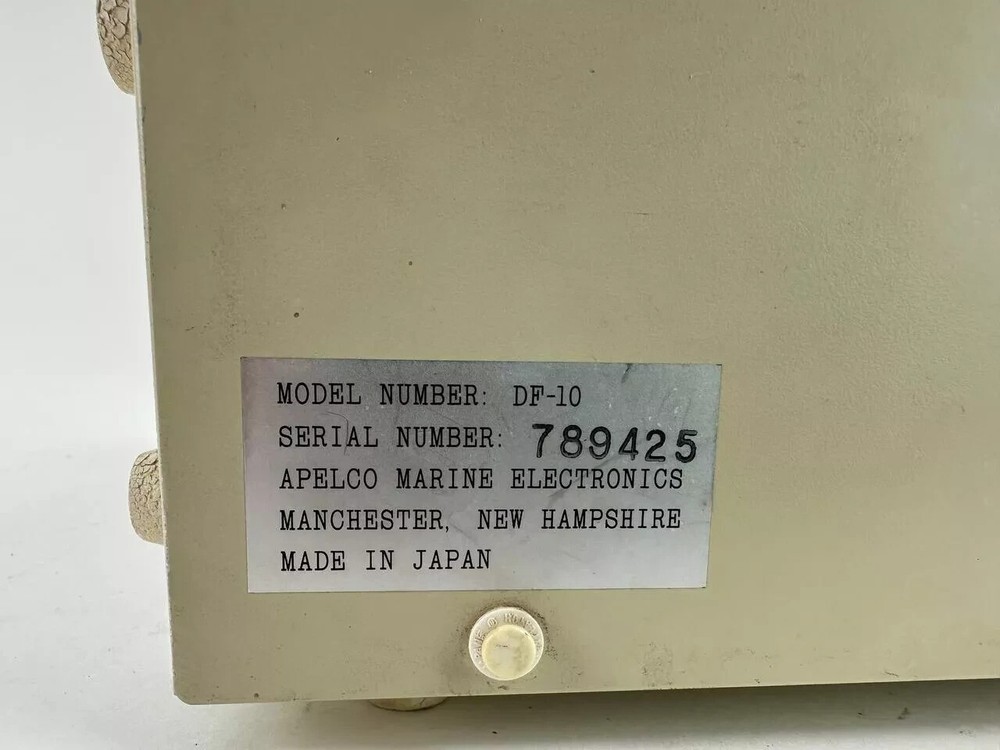 MODEL NUMBER: DF-10
SERIAL NUMBER: 789425
APELCO MARINE ELECTRONICS
MANCHESTER, NEW HAMPSHIRE
MADE IN JAPAN